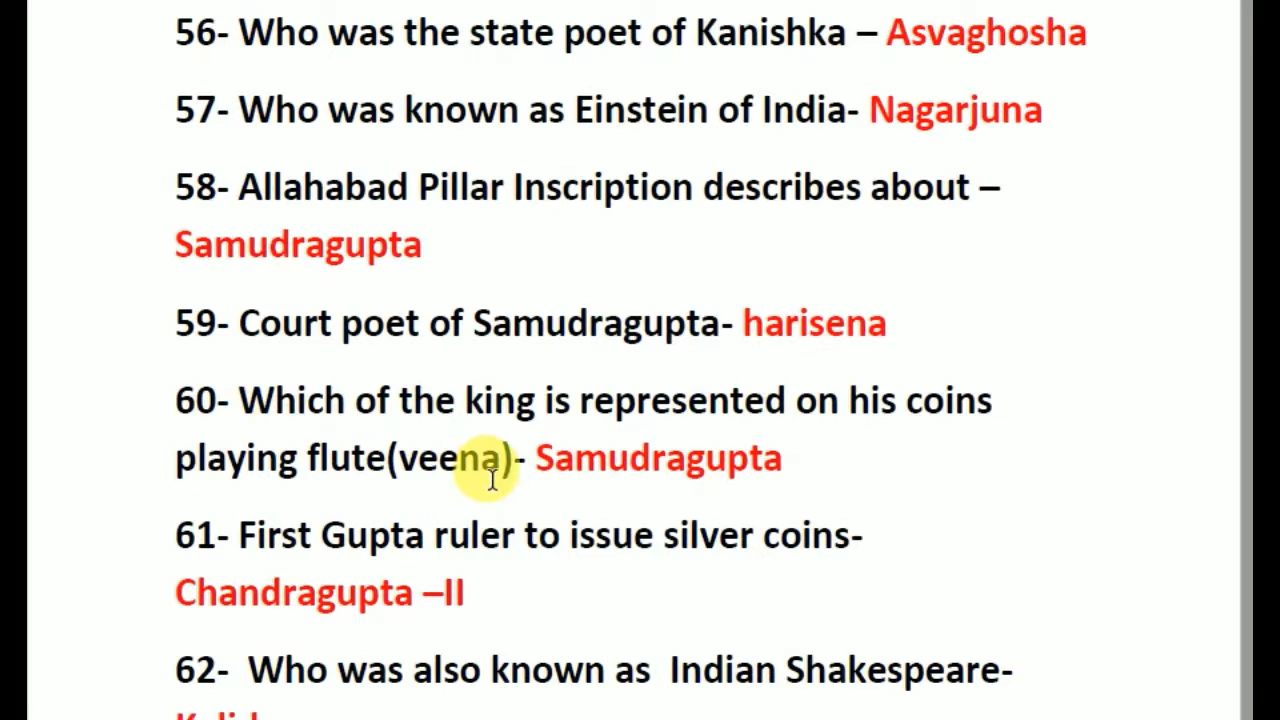 56- Who was the state poet of Kanishka – Asvaghosha
57- Who was known as Einstein of India- Nagarjuna
58- Allahabad Pillar Inscription describes about –
Samudragupta
59- Court poet of Samudragupta- harisena
60- Which of the king is represented on his coins
playing flute(veena)- Samudragupta
61- First Gupta ruler to issue silver coins-
Chandragupta –II
62- Who was also known as Indian Shakespeare-